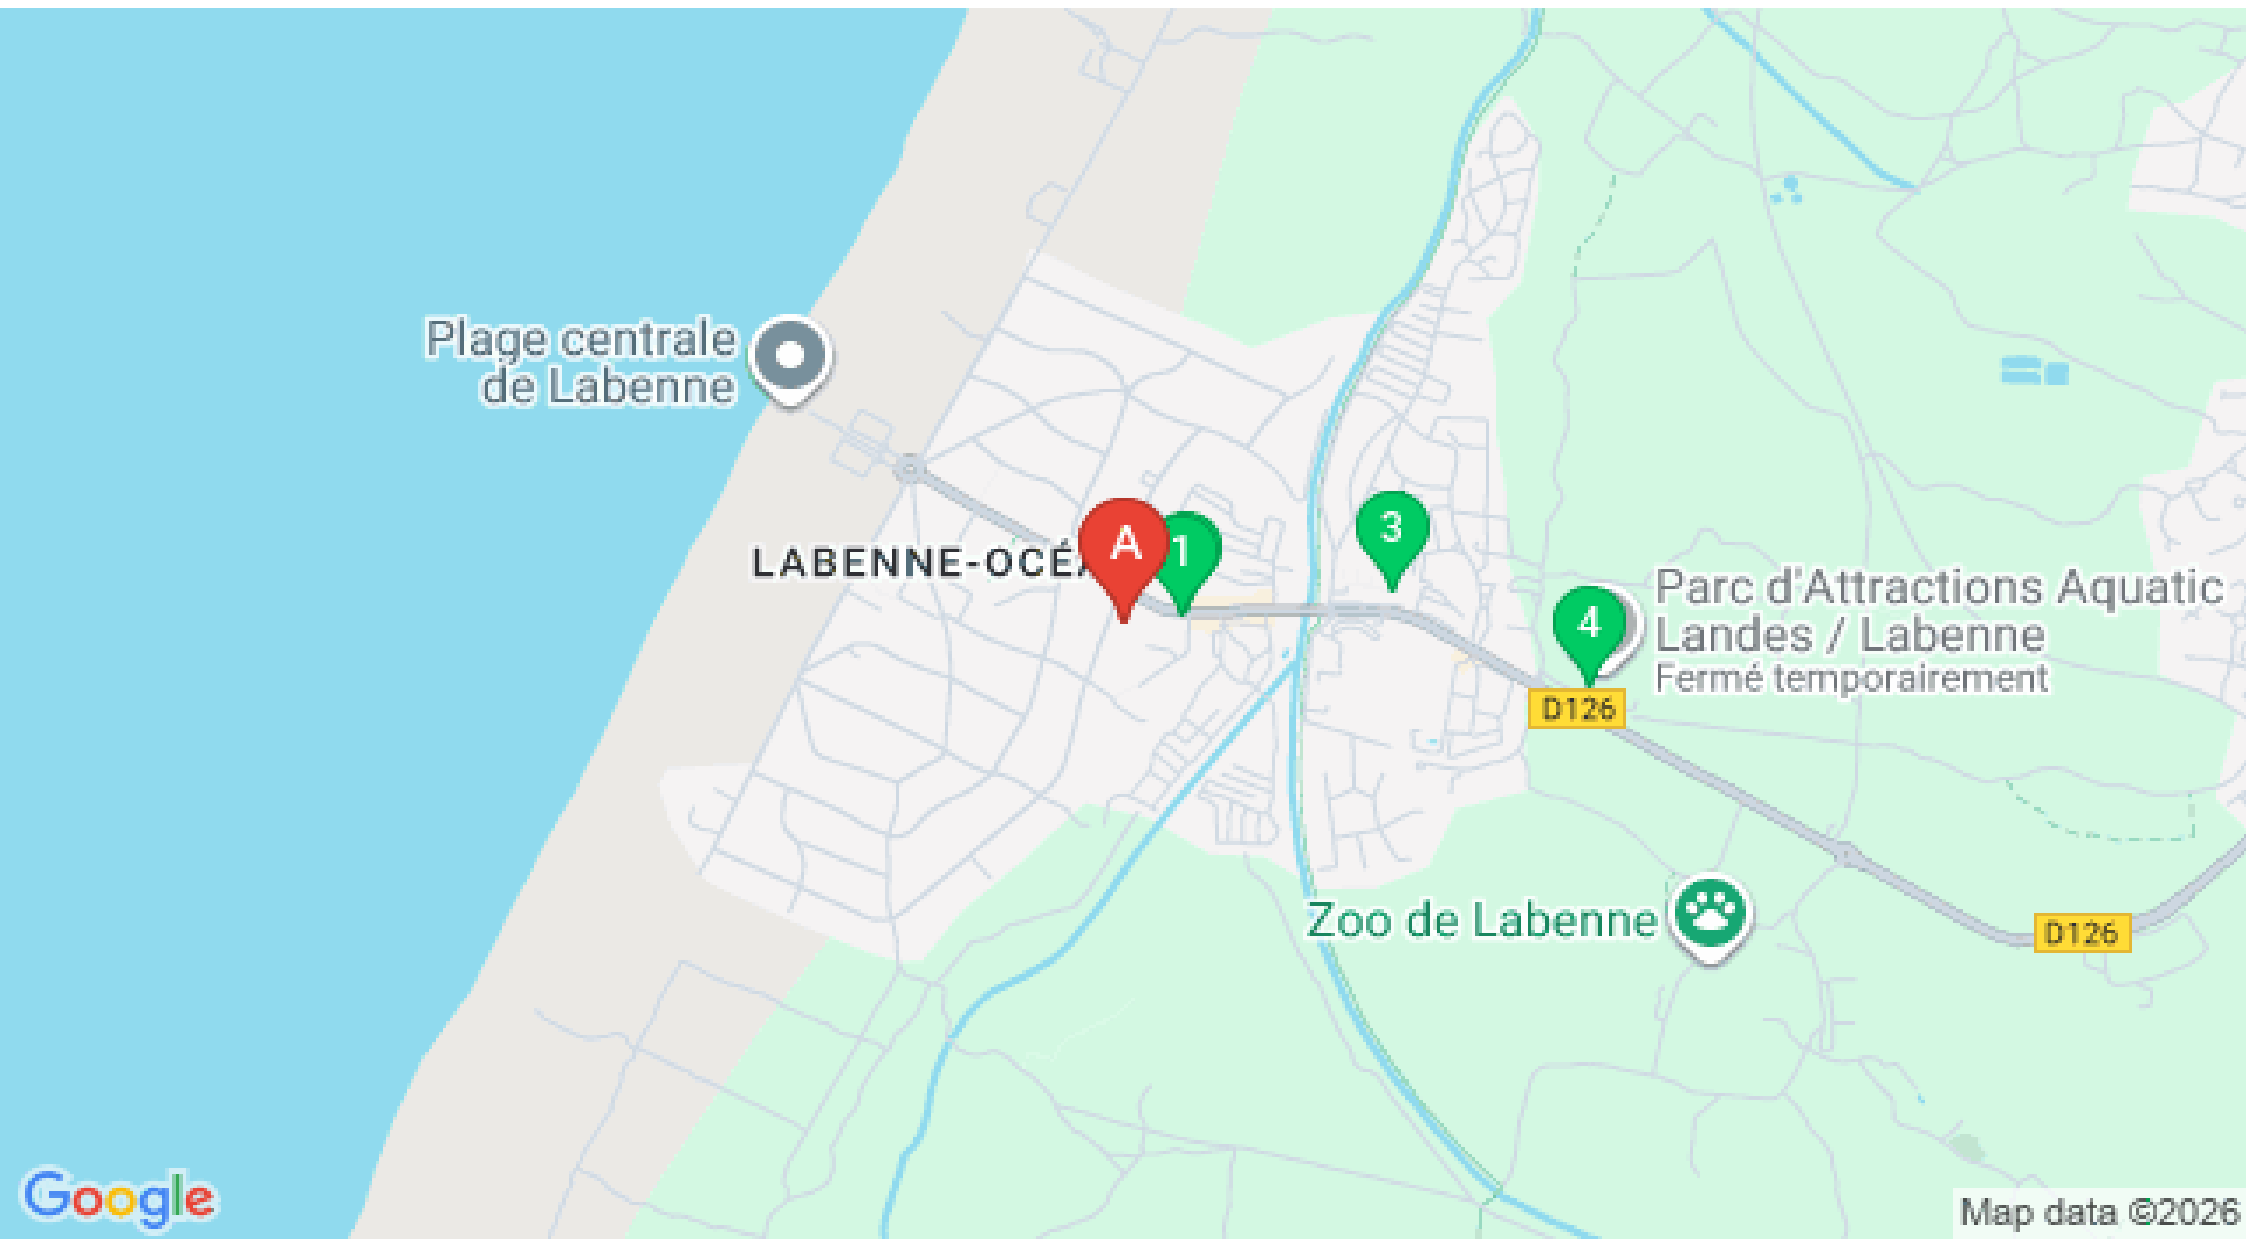 Plage centrale
de Labenne
A
1
3
LABENNE-OCÉ
4
Parc d'Attractions Aquatic
Landes / Labenne
Fermé temporairement
D126
Zoo de Labenne
D126
Google
Map data ©2026